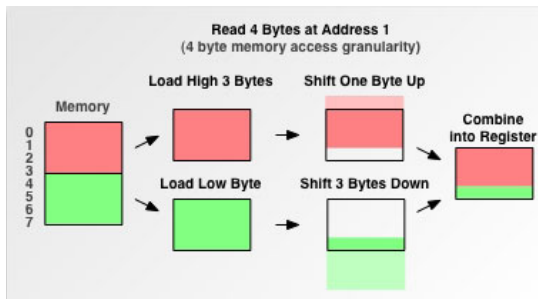 Read 4 Bytes at Address 1
(4 byte memory access granularity)
Load High 3 Bytes
Shift One Byte Up
Memory
Combine
into Register
0
1
2
3
4
5
6
7
Load Low Byte
Shift 3 Bytes Down